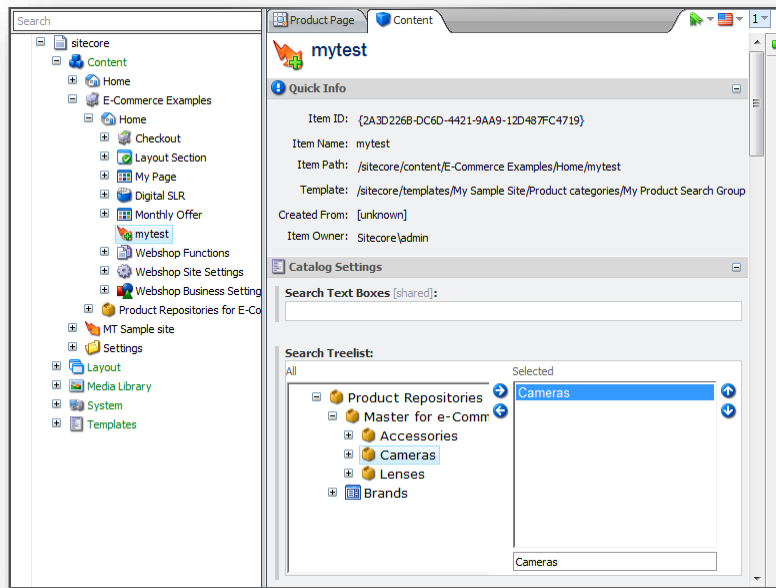 Search
sitecore
Content
Home
E-Commerce Examples
Home
Checkout
Layout Section
My Page
Digital SLR
Monthly Offer
mytest
Webshop Functions
Webshop Site Settings
Webshop Business Setting
Product Repositories for E-Co
MT Sample site
Settings
Layout
Media Library
System
Templates
Product Page
Content
1
mytest
Quick Info
Item ID: {2A3D226B-DC6D-4421-9AA9-12D487FC4719}
Item Name: mytest
Item Path: /sitecore/content/E-Commerce Examples/Home/mytest
Template: /sitecore/templates/My Sample Site/Product categories/My Product Search Group
Created From: [unknown]
Item Owner: Sitecore\admin
Catalog Settings
Search Text Boxes [shared]:
Search Treelist:
All
Product Repositories
Master for e-Comm
Accessories
Cameras
Lenses
Brands
Selected
Cameras
Cameras